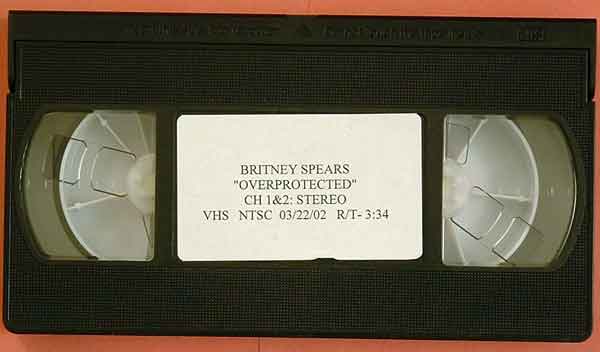 BRITNEY SPEARS
"OVERPROTECTED"
CH 1&2: STEREO
VHS NTSC 03/22/02 R/T- 3:34